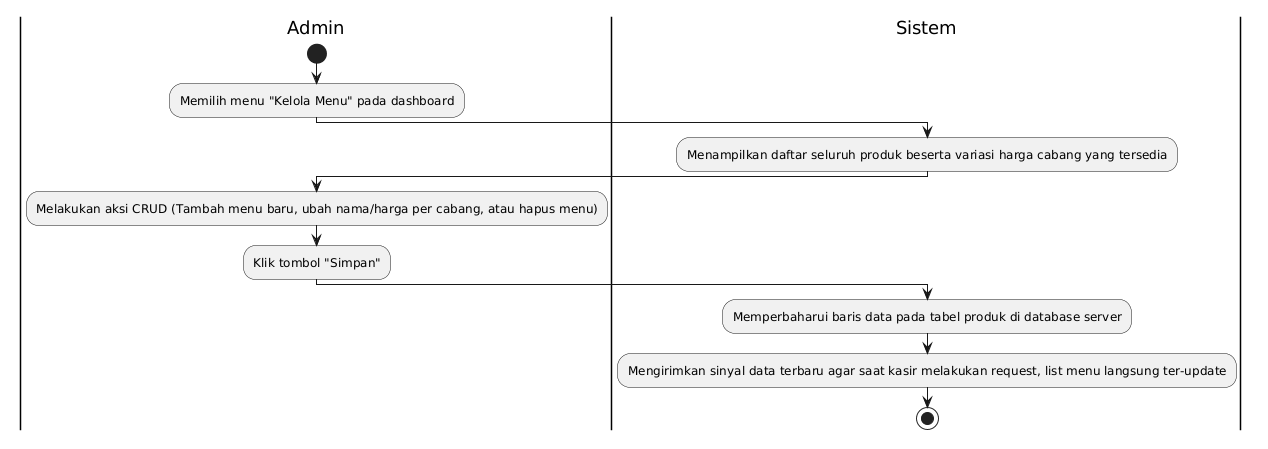 Admin
Sistem
Memilih menu "Kelola Menu" pada dashboard
Menampilkan daftar seluruh produk beserta variasi harga cabang yang tersedia
Melakukan aksi CRUD (Tambah menu baru, ubah nama/harga per cabang, atau hapus menu)
Klik tombol "Simpan"
Memperbaharui baris data pada tabel produk di database server
Mengirimkan sinyal data terbaru agar saat kasir melakukan request, list menu langsung ter-update